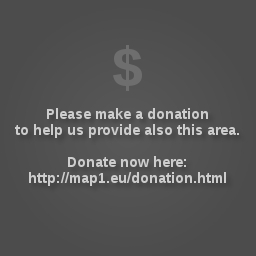 $
Please make a donation
to help us provide also this area.
Donate now here:
http://map1.eu/donation.html